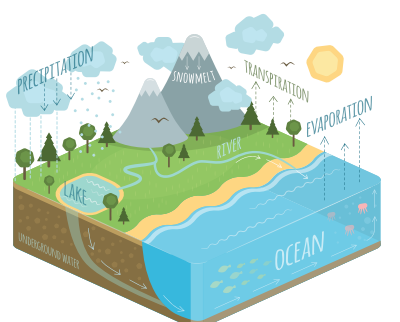 PRECIPITATION
SNOWMELT
TRANSPIRATION
EVAPORATION
RIVER
LAKE
OCEAN
UNDERGROUND WATER